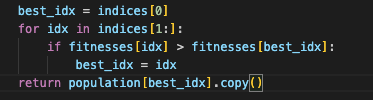 best_idx = indices[0]
for idx in indices[1:]:
    if fitnesses[idx] > fitnesses[best_idx]:
        best_idx = idx
return population[best_idx].copy()